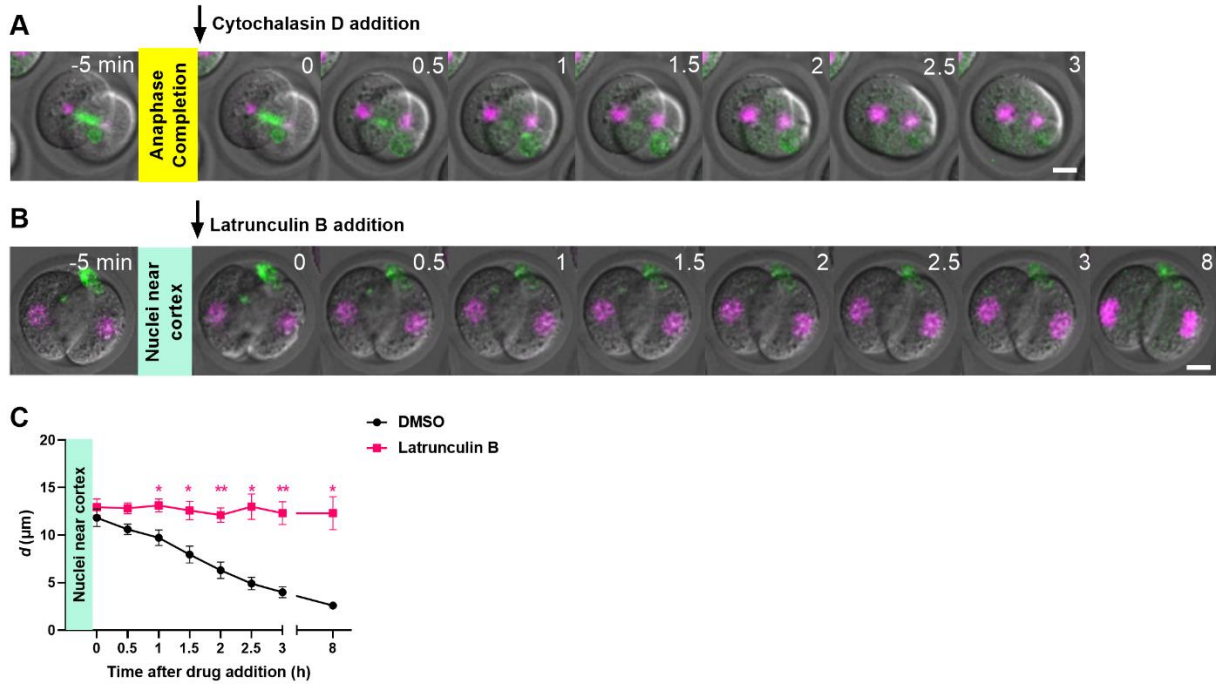 A
Cytochalasin D addition
-5 min
Anaphase
Completion
0
0.5
1
1.5
2
2.5
3
B
Latrunculin B addition
-5 min
Nuclei near
cortex
0
0.5
1
1.5
2
2.5
3
8
C
DMSO
Latrunculin B
20
15
10
5
0
d (μm)
Nuclei near cortex
* * ** * ** *
0 0.5 1 1.5 2 2.5 3 8
Time after drug addition (h)